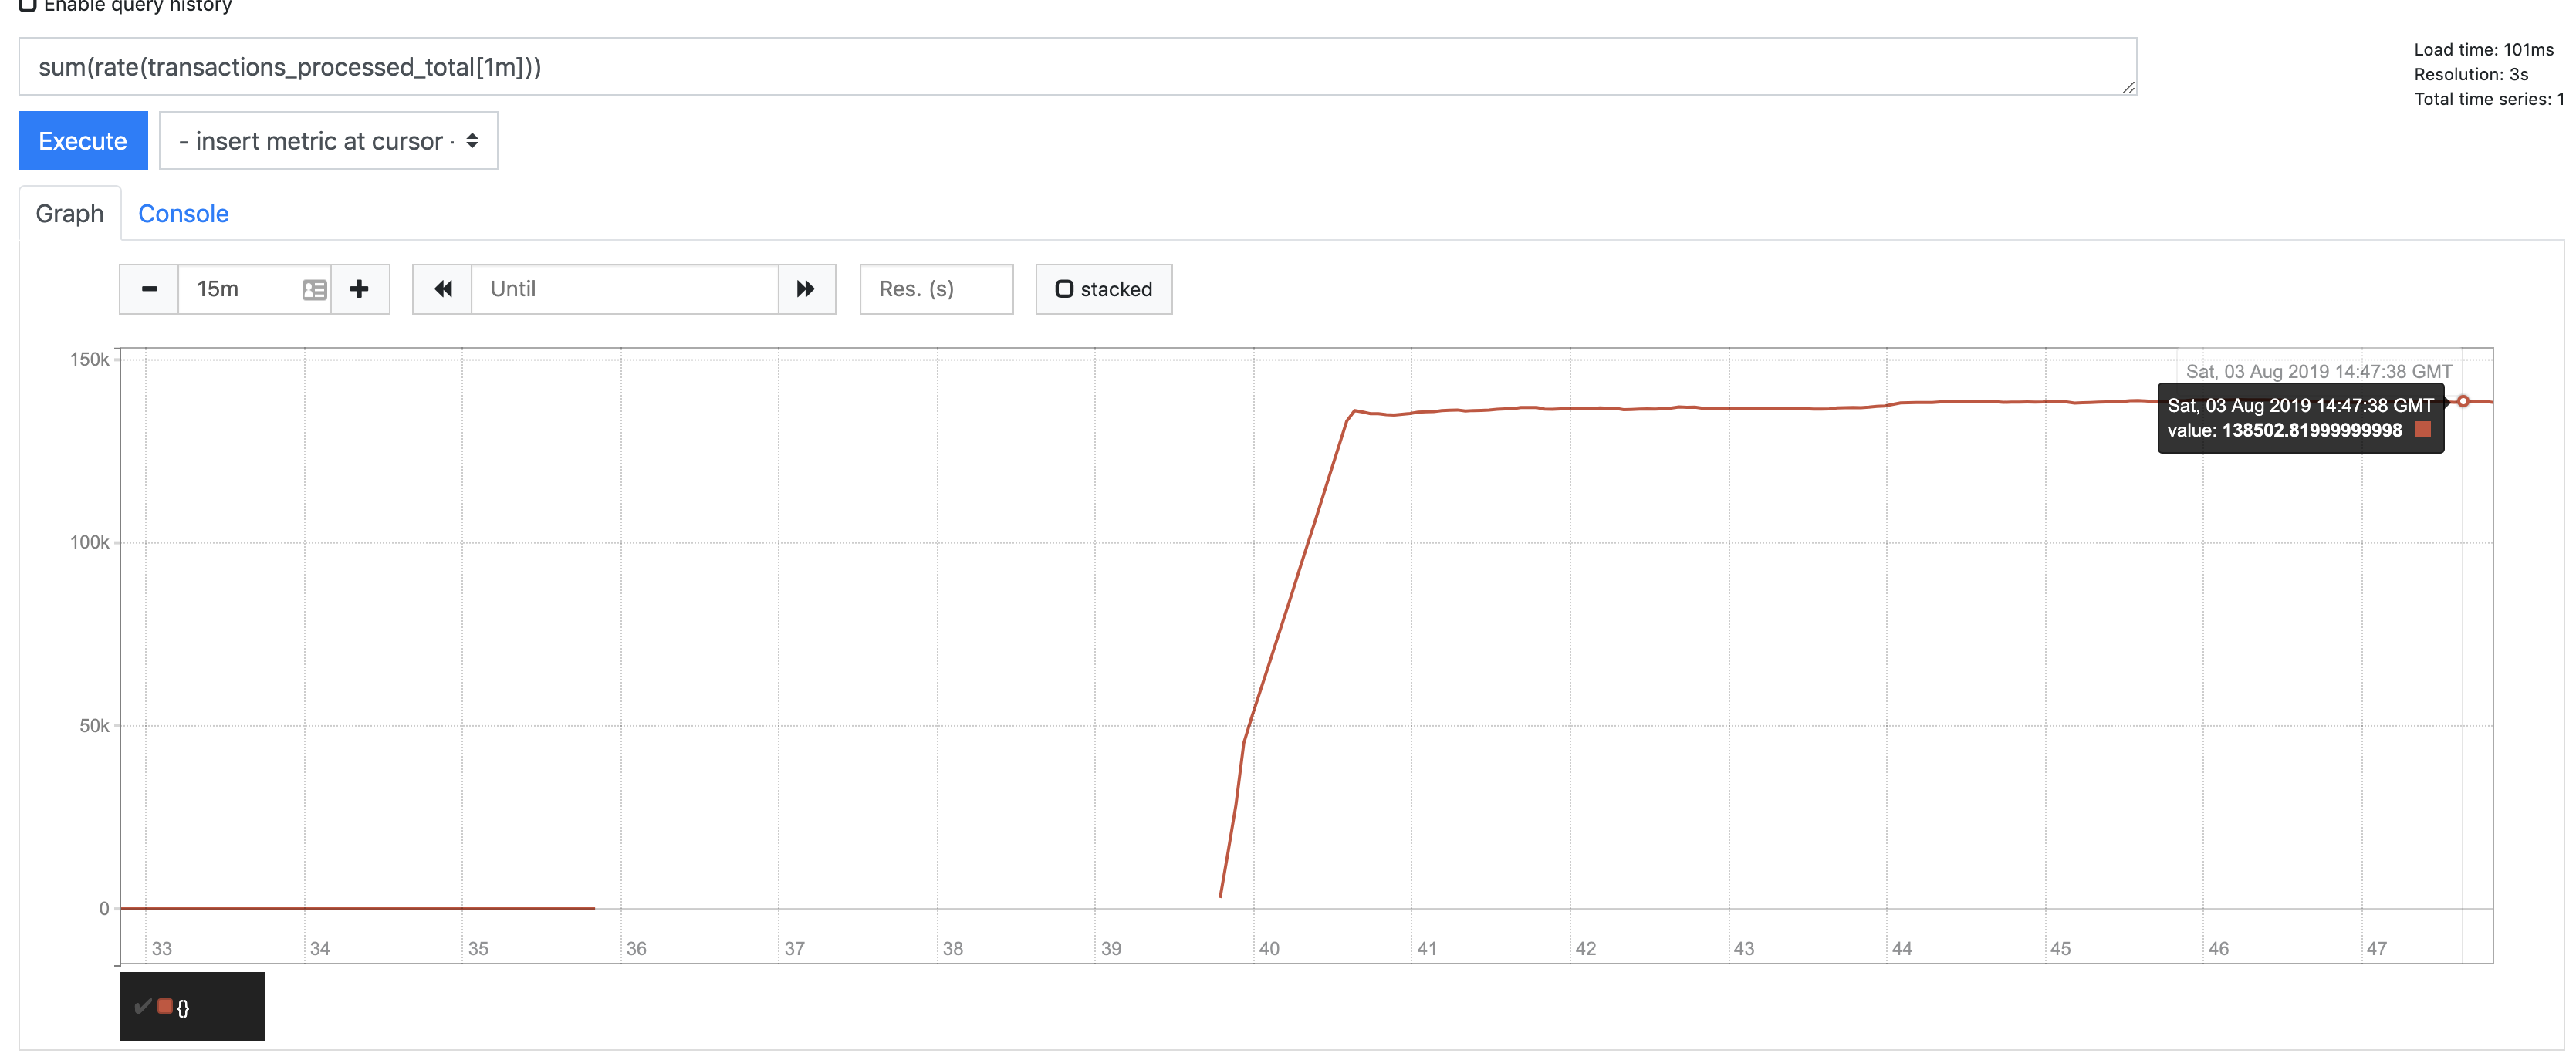 Enable query history
sum(rate(transactions_processed_total[1m]))
Load time: 101ms
Resolution: 3s
Total time series: 1
Execute
- insert metric at cursor -
Graph
Console
15m
Until
Res. (s)
stacked
150k
100k
50k
0
Sat, 03 Aug 2019 14:47:38 GMT
Sat, 03 Aug 2019 14:47:38 GMT
value: 138502.81999999998
33 34 35 36 37 38 39 40 41 42 43 44 45 46 47
{}